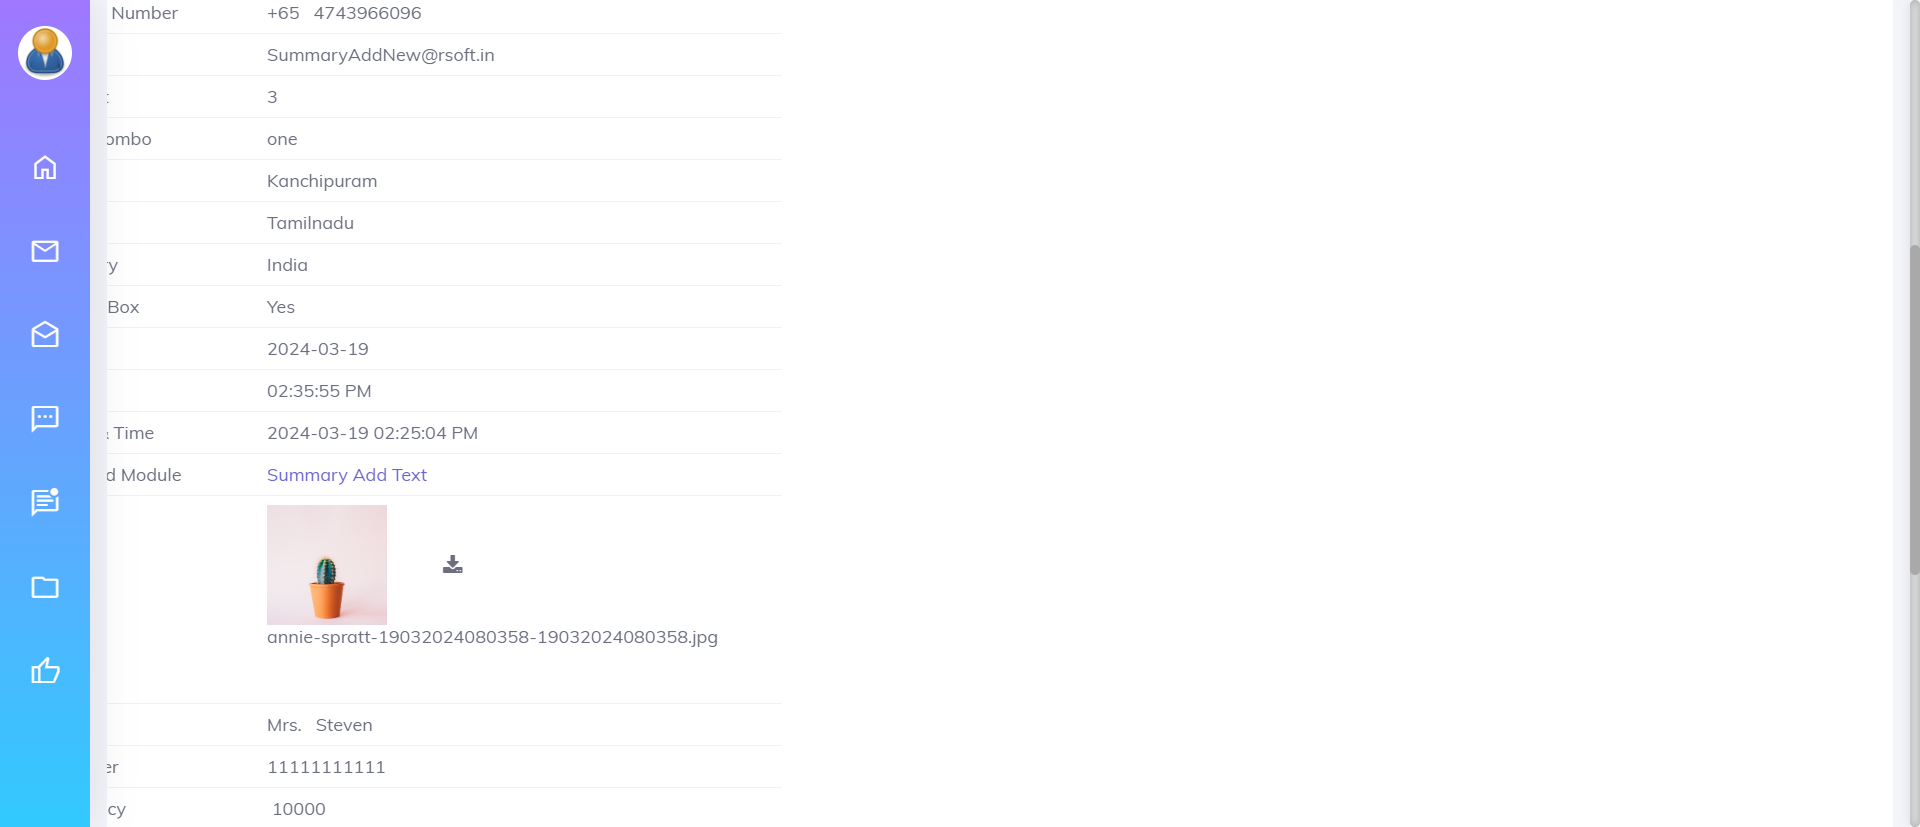 Number +65 4743966096
SummaryAddNew@rsoft.in
3
ombo one
Kanchipuram
Tamilnadu
ry India
Box Yes
2024-03-19
02:35:55 PM
& Time 2024-03-19 02:25:04 PM
d Module Summary Add Text
annie-spratt-19032024080358-19032024080358.jpg
Mrs. Steven
er 11111111111
cy 10000